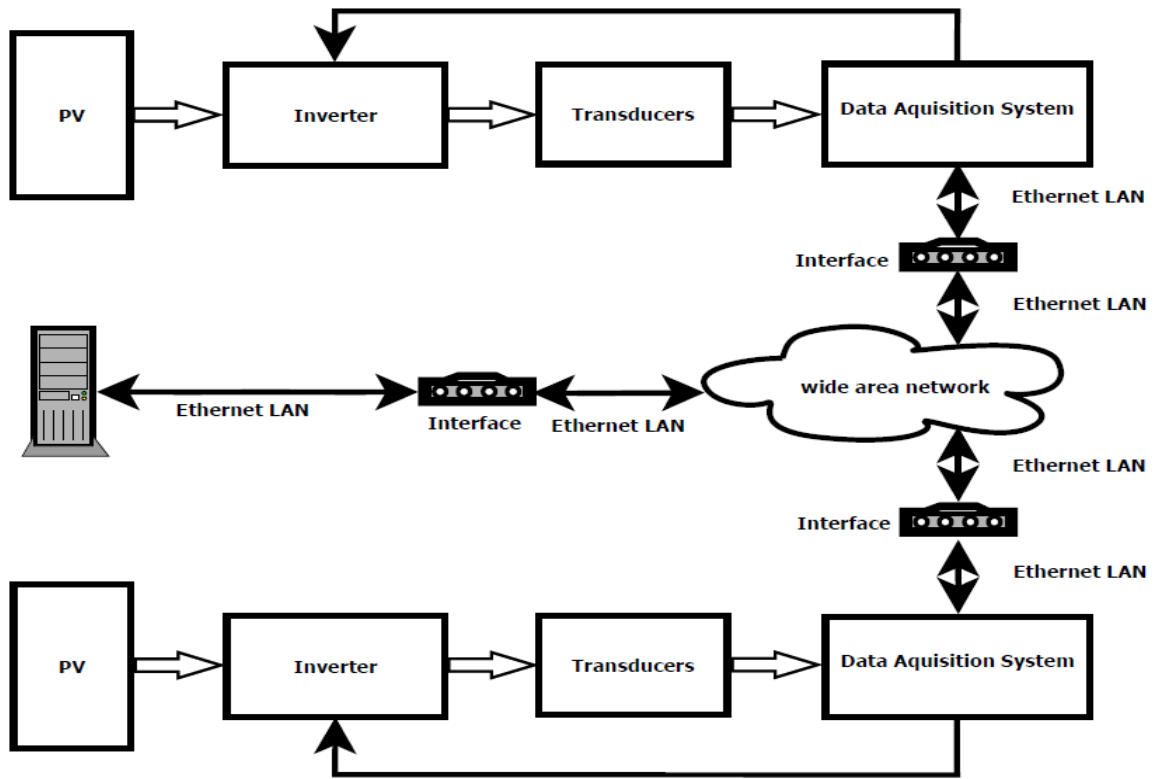 PV
Inverter
Transducers
Data Aquisition System
Ethernet LAN
Interface
Ethernet LAN
wide area network
Ethernet LAN
Interface
Ethernet LAN
Ethernet LAN
Interface
Ethernet LAN
PV
Inverter
Transducers
Data Aquisition System